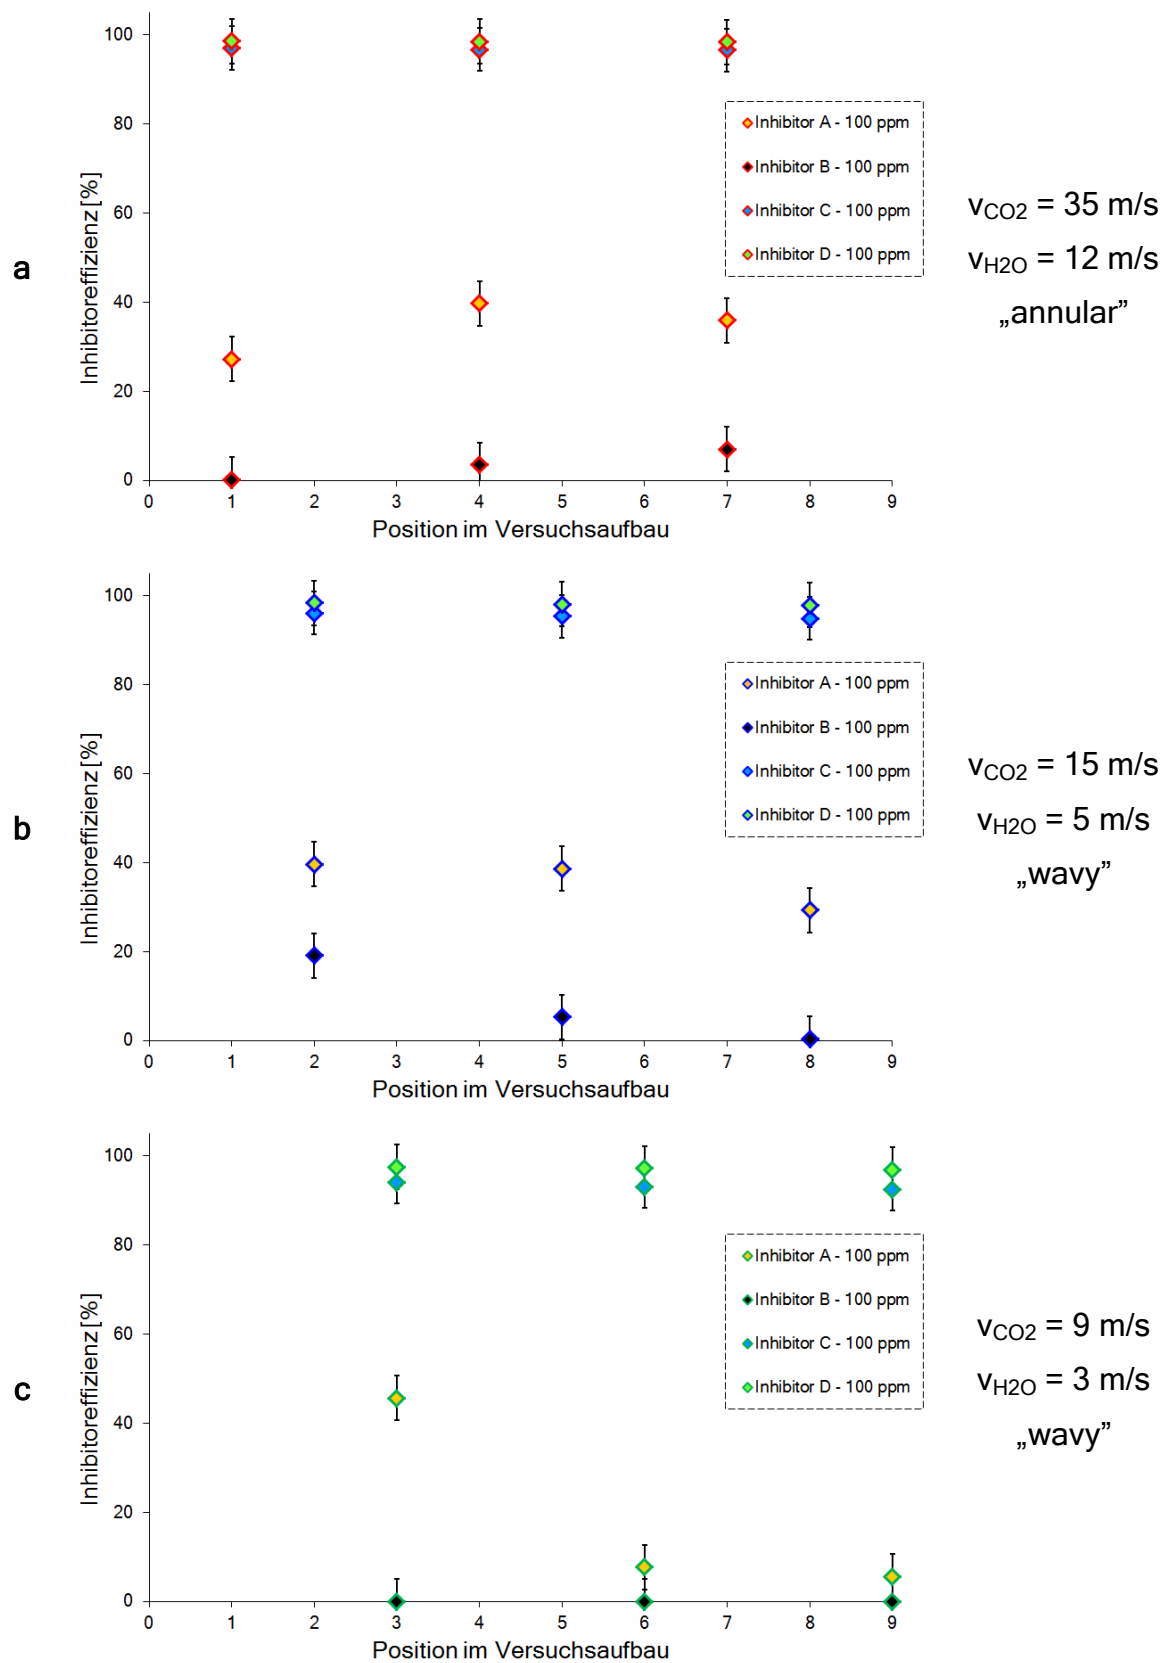 a
Inhibitoreffizienz [%]
100
80
60
40
20
0
0 1 2 3 4 5 6 7 8 9
Position im Versuchsaufbau
Inhibitor A - 100 ppm
Inhibitor B - 100 ppm
Inhibitor C - 100 ppm
Inhibitor D - 100 ppm
vCO2 = 35 m/s
vH2O = 12 m/s
„annular”
b
Inhibitoreffizienz [%]
100
80
60
40
20
0
0 1 2 3 4 5 6 7 8 9
Position im Versuchsaufbau
Inhibitor A - 100 ppm
Inhibitor B - 100 ppm
Inhibitor C - 100 ppm
Inhibitor D - 100 ppm
vCO2 = 15 m/s
vH2O = 5 m/s
„wavy”
c
Inhibitoreffizienz [%]
100
80
60
40
20
0
0 1 2 3 4 5 6 7 8 9
Position im Versuchsaufbau
Inhibitor A - 100 ppm
Inhibitor B - 100 ppm
Inhibitor C - 100 ppm
Inhibitor D - 100 ppm
vCO2 = 9 m/s
vH2O = 3 m/s
„wavy”